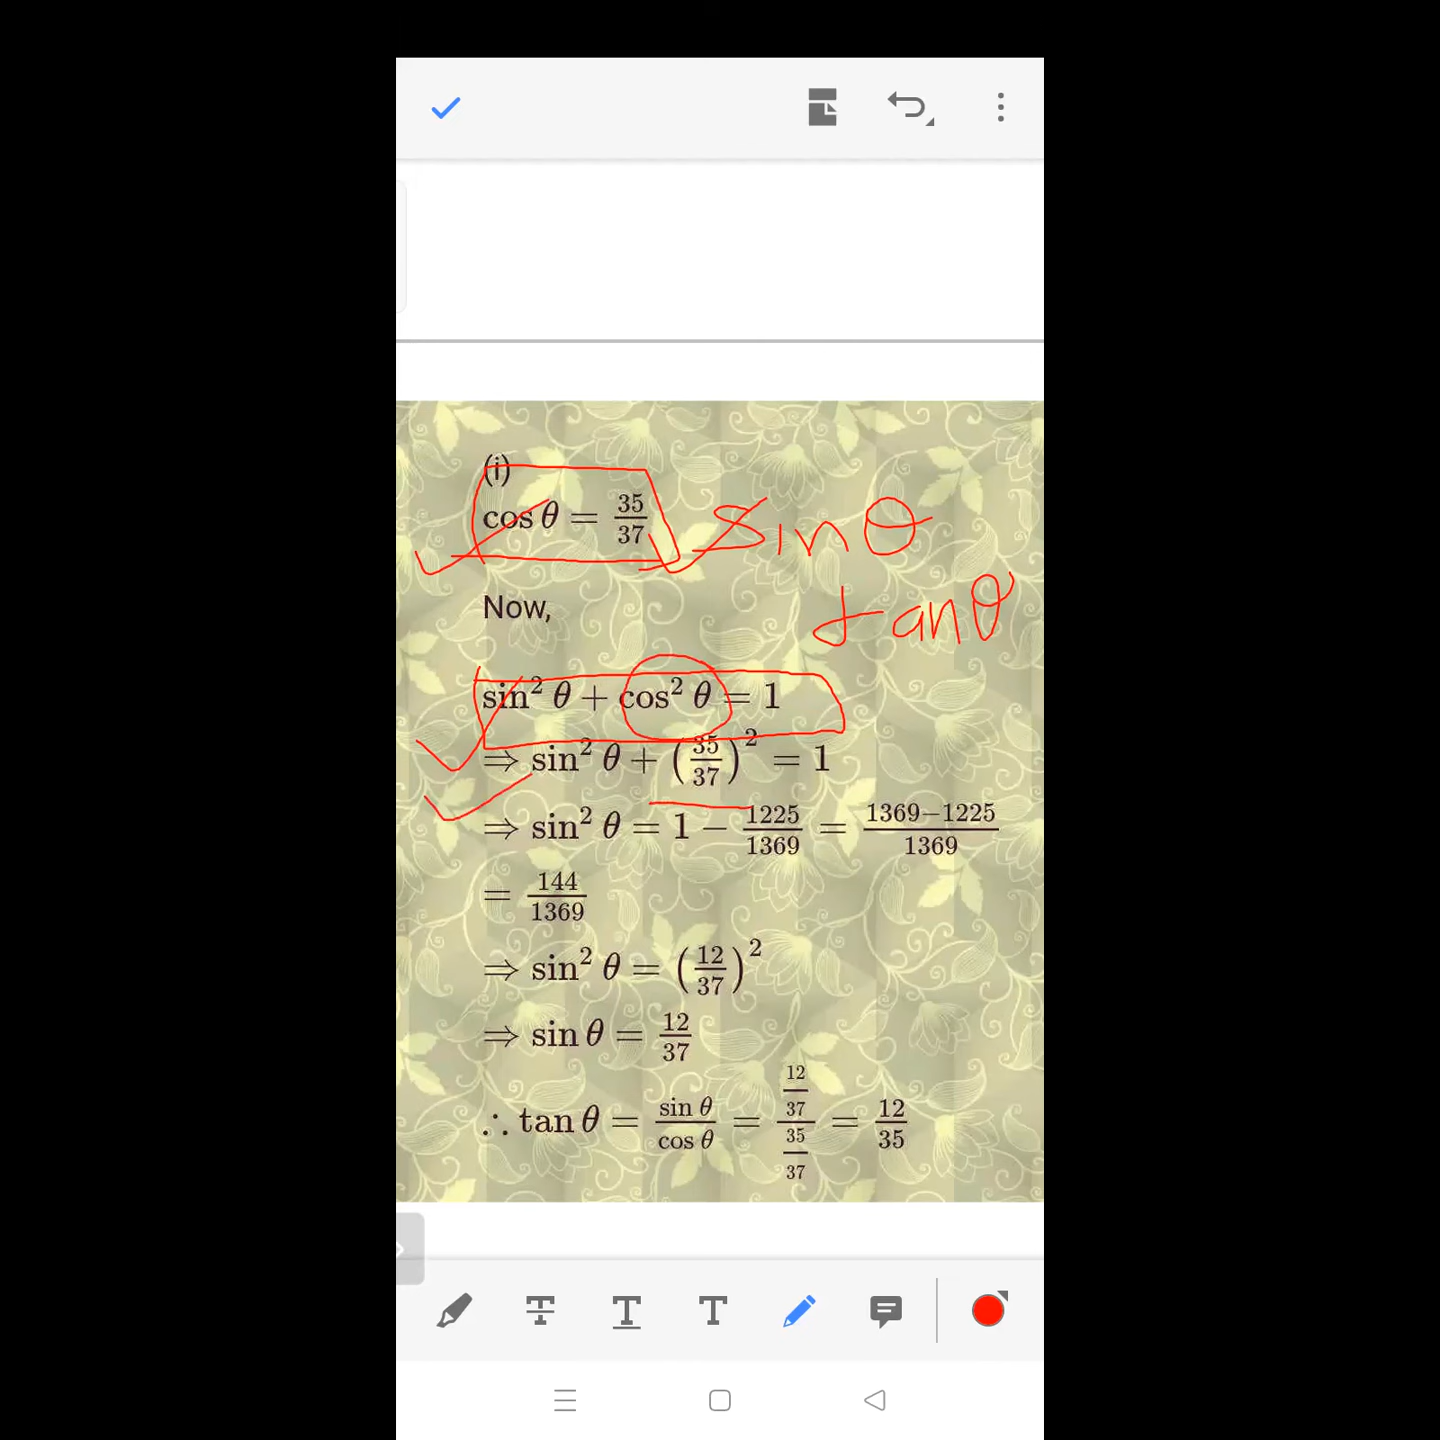 (i)
cos θ = 35/37 sin θ
tan θ
Now,
sin² θ + cos² θ = 1
⇒ sin² θ + (35/37)² = 1
⇒ sin² θ = 1 − 1225/1369 = 1369−1225/1369
= 144/1369
⇒ sin² θ = (12/37)²
⇒ sin θ = 12/37
∴ tan θ = sin θ/cos θ = 12/37/35/37 = 12/35
T T T